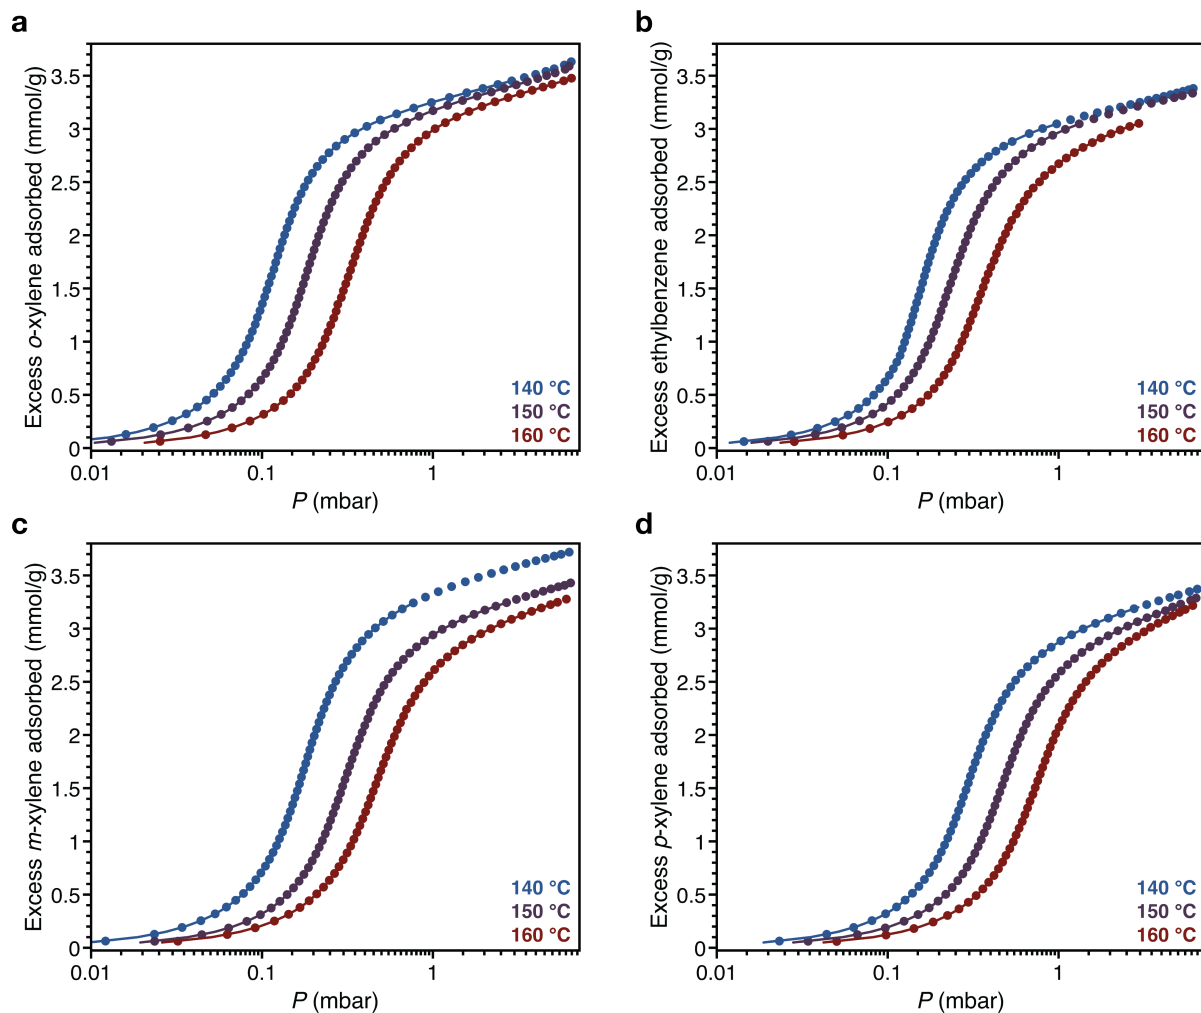 a
Excess o-xylene adsorbed (mmol/g)
3.5
3
2.5
2
1.5
1
0.5
0
140 °C
150 °C
160 °C
0.01
0.1
1
P (mbar)
b
Excess ethylbenzene adsorbed (mmol/g)
3.5
3
2.5
2
1.5
1
0.5
0
140 °C
150 °C
160 °C
0.01
0.1
1
P (mbar)
c
Excess m-xylene adsorbed (mmol/g)
3.5
3
2.5
2
1.5
1
0.5
0
140 °C
150 °C
160 °C
0.01
0.1
1
P (mbar)
d
Excess p-xylene adsorbed (mmol/g)
3.5
3
2.5
2
1.5
1
0.5
0
140 °C
150 °C
160 °C
0.01
0.1
1
P (mbar)